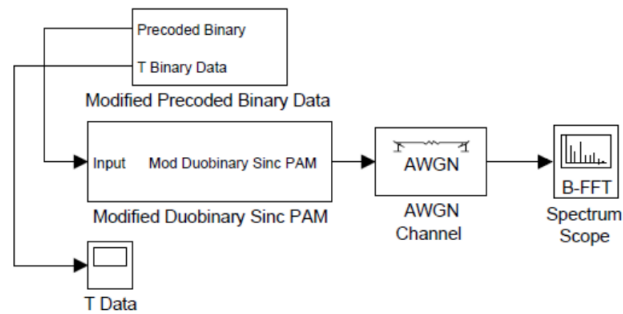 Precoded Binary
T Binary Data
Modified Precoded Binary Data
Input Mod Duobinary Sinc PAM
Modified Duobinary Sinc PAM
AWGN
AWGN
Channel
B-FFT
Spectrum
Scope
T Data